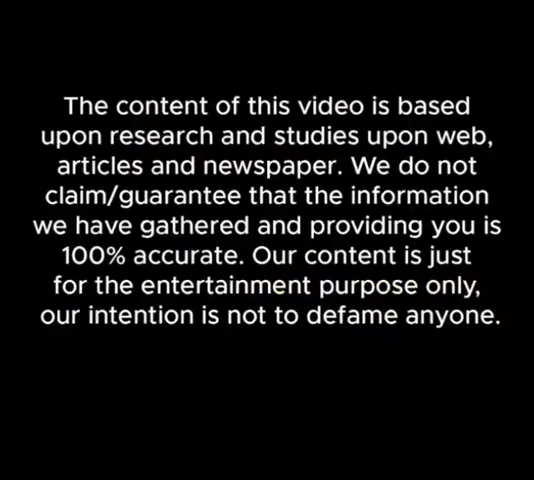 The content of this video is based
upon research and studies upon web,
articles and newspaper. We do not
claim/guarantee that the information
we have gathered and providing you is
100% accurate. Our content is just
for the entertainment purpose only,
our intention is not to defame anyone.